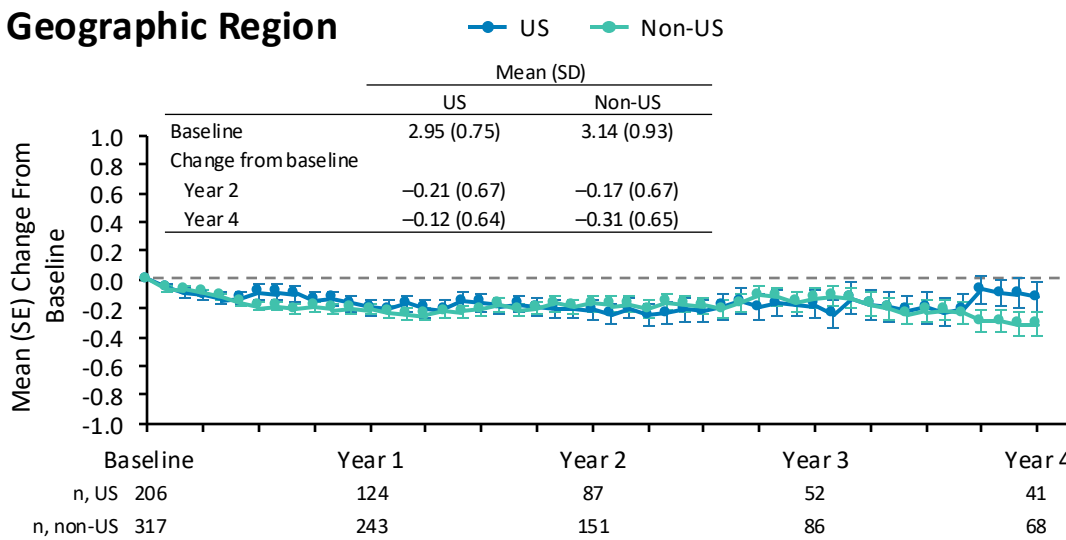 Geographic Region
US Non-US
Mean (SD)
US Non-US
Baseline 2.95 (0.75) 3.14 (0.93)
Change from baseline
Year 2 –0.21 (0.67) –0.17 (0.67)
Year 4 –0.12 (0.64) –0.31 (0.65)
Mean (SE) Change From
Baseline
1.0
0.8
0.6
0.4
0.2
0.0
-0.2
-0.4
-0.6
-0.8
-1.0
Baseline Year 1 Year 2 Year 3 Year 4
n, US 206 124 87 52 41
n, non-US 317 243 151 86 68